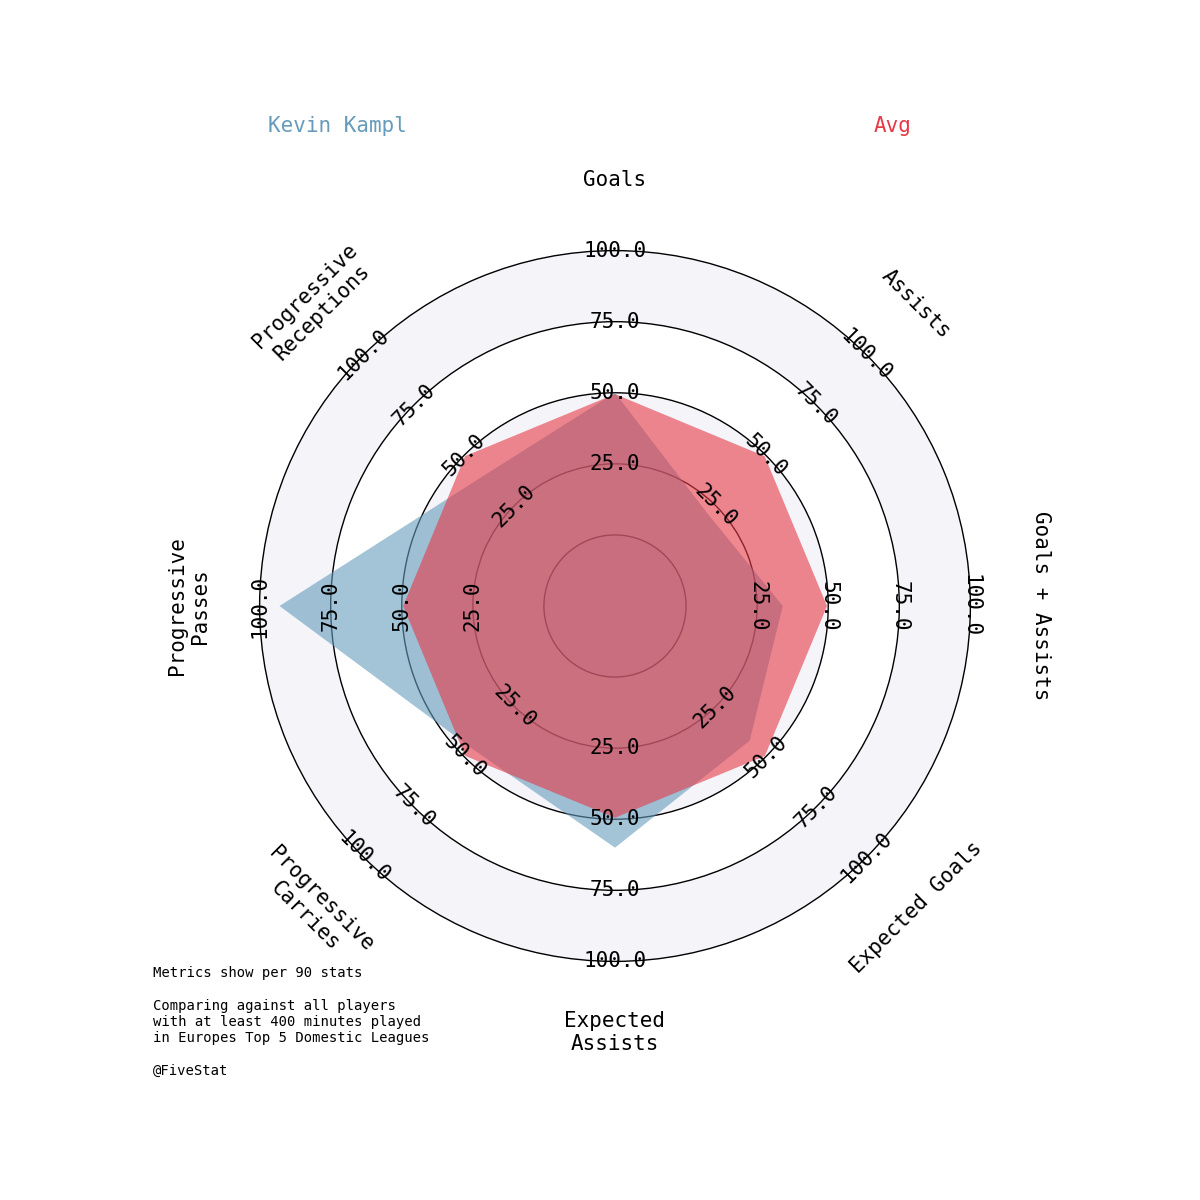 Kevin Kampl
Avg
Goals
Assists
Goals + Assists
Expected Goals
Expected
Assists
Progressive
Carries
Progressive
Passes
Progressive
Receptions
25.0
50.0
75.0
100.0
25.0
50.0
75.0
100.0
25.0
50.0
75.0
100.0
25.0
50.0
75.0
100.0
25.0
50.0
75.0
100.0
25.0
50.0
75.0
100.0
25.0
50.0
75.0
100.0
25.0
50.0
75.0
100.0
Metrics show per 90 stats
Comparing against all players
with at least 400 minutes played
in Europes Top 5 Domestic Leagues
@FiveStat